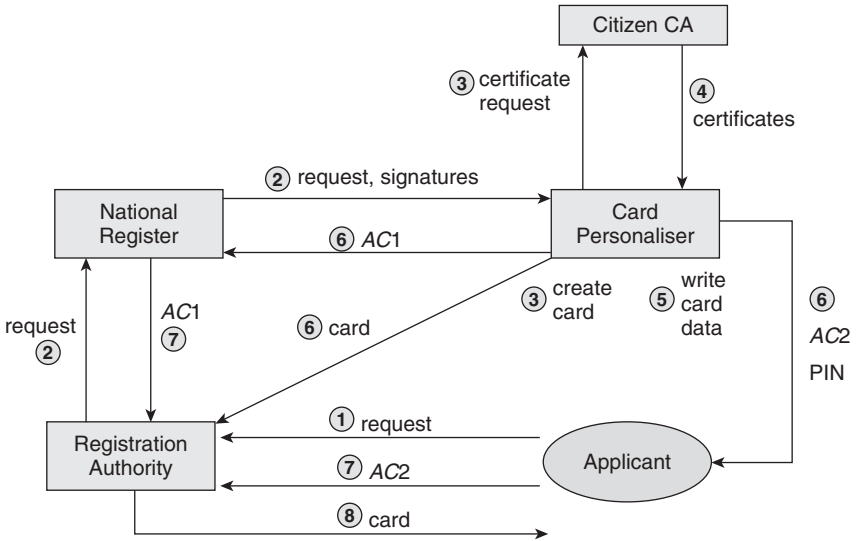 Citizen CA
3 certificate
request
4
certificates
2 request, signatures
National
Register
Card
Personaliser
6 AC1
3 create
card
5 write
card
data
6
AC2
PIN
request
2
AC1
7
6 card
1 request
Registration
Authority
Applicant
7 AC2
8 card